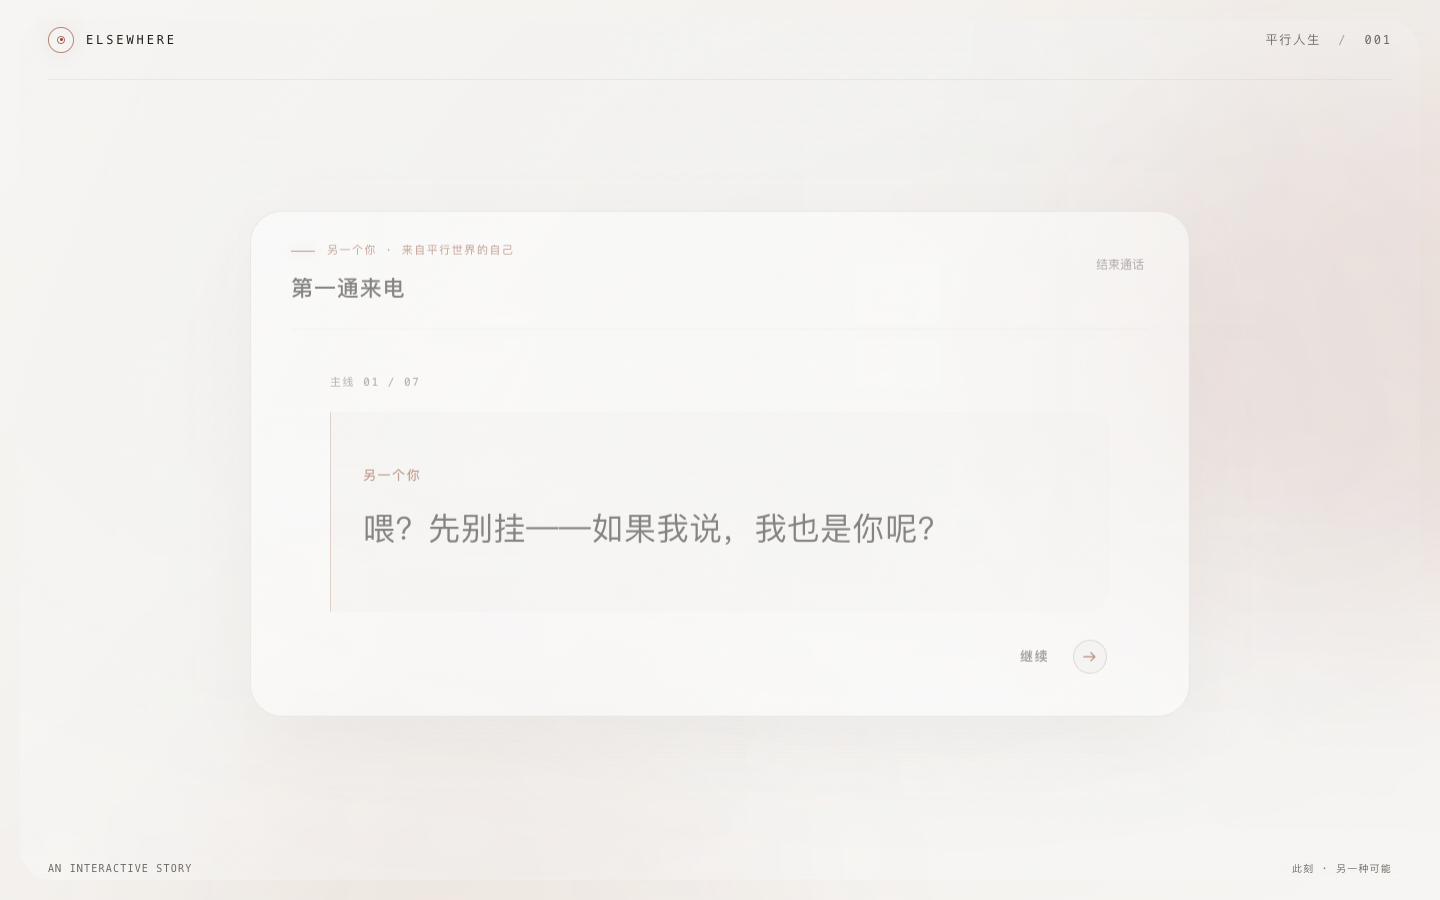 ELSEWHERE
平行人生 / 001
另一个你 · 来自平行世界的自己
第一通来电
结束通话
主线 01 / 07
另一个你
喂？先别挂——如果我说，我也是你呢？
继续
AN INTERACTIVE STORY
此刻 · 另一种可能